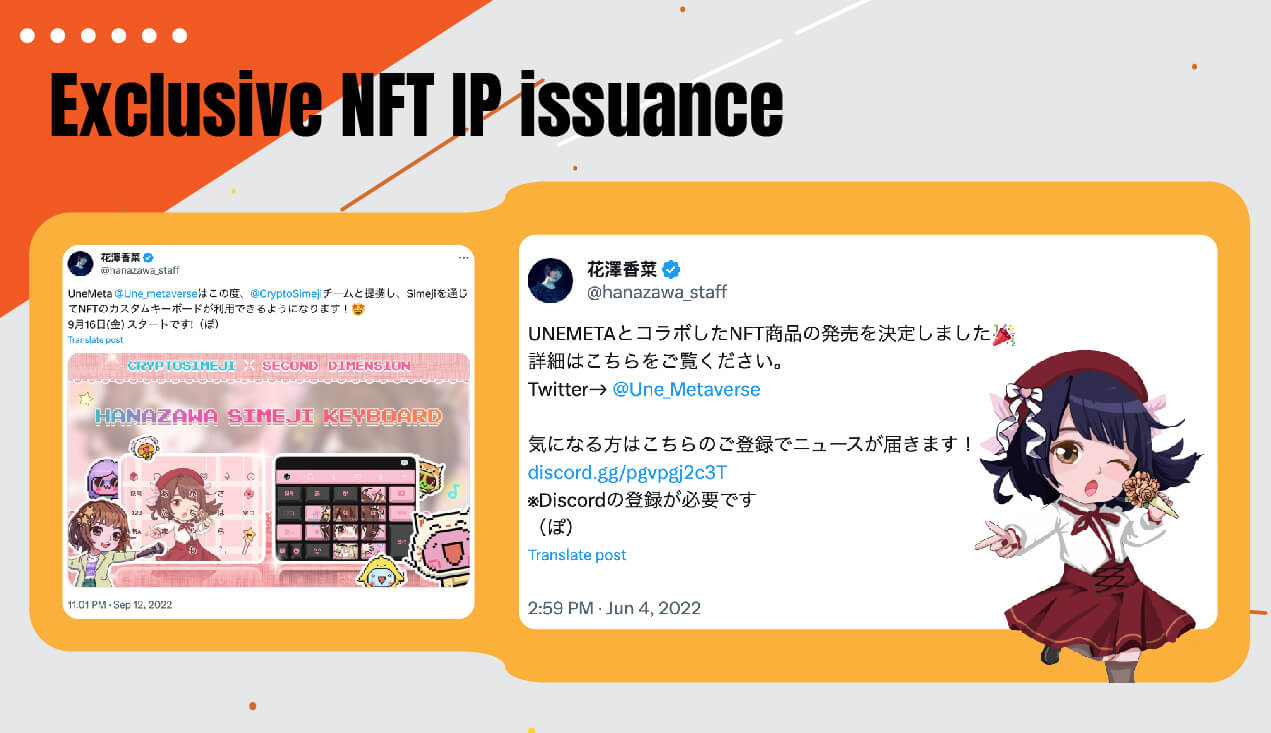 Exclusive NFT IP issuance
花澤香菜
@hanazawa_staff
UneMeta @Une_metaverseはこの度、@CryptoSimejiチームと提携し、Simejiを通じ
てNFTのカスタムキーボードが利用できるようになります！🤩
9月16日(金) スタートです!（ぽ）
Translate post
CRYPTOSIMEJI × SECOND DIMENSION
HANAZAWA SIMEJI KEYBOARD
11:01 PM · Sep 12, 2022
花澤香菜
@hanazawa_staff
UNEMETAとコラボしたNFT商品の発売を決定しました🎉
詳細はこちらをご覧ください。
Twitter→ @Une_Metaverse
気になる方はこちらのご登録でニュースが届きます！
discord.gg/pgvpgj2c3T
※Discordの登録が必要です
（ぽ）
Translate post
2:59 PM · Jun 4, 2022